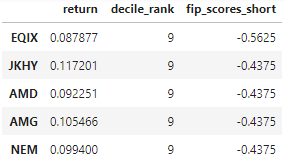 return decile_rank fip_scores_short
EQIX 0.087877 9 -0.5625
JKHY 0.117201 9 -0.4375
AMD 0.092251 9 -0.4375
AMG 0.105466 9 -0.4375
NEM 0.099400 9 -0.4375